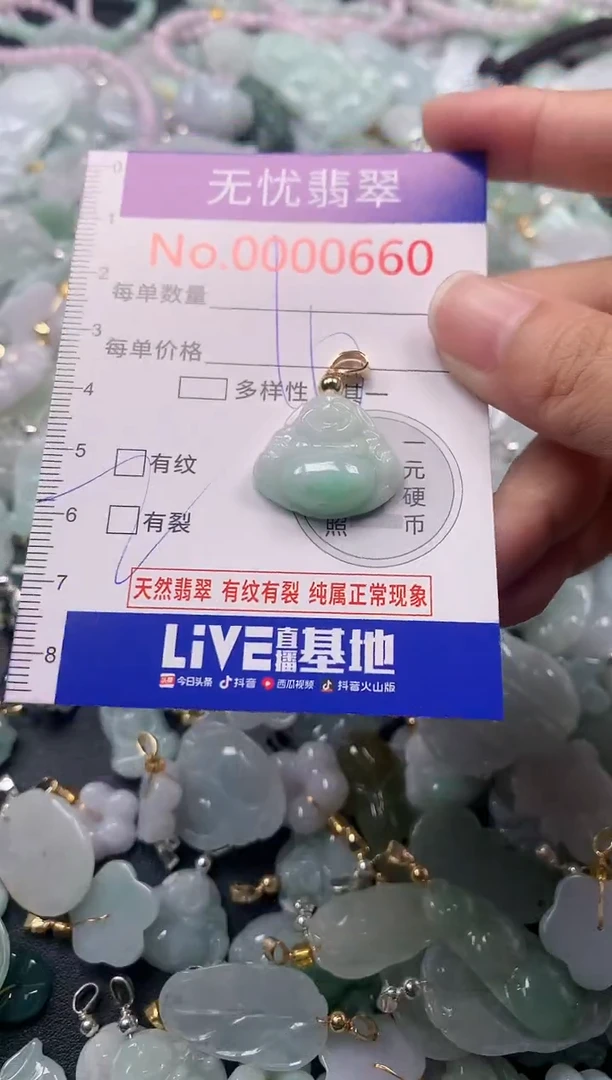 无忧翡翠
No.0000660
每单数量
每单价格
多样性 其一
有纹
有裂
一元硬币
照
天然翡翠 有纹有裂 纯属正常现象
LiVE直播基地
今日头条 抖音 西瓜视频 抖音火山版
0
1
2
3
4
5
6
7
8